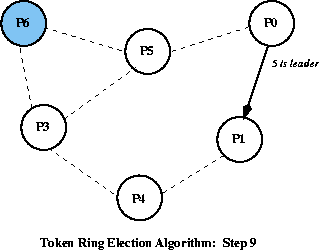 P6
P0
P5
5 is leader
P3
P1
P4
Token Ring Election Algorithm: Step 9